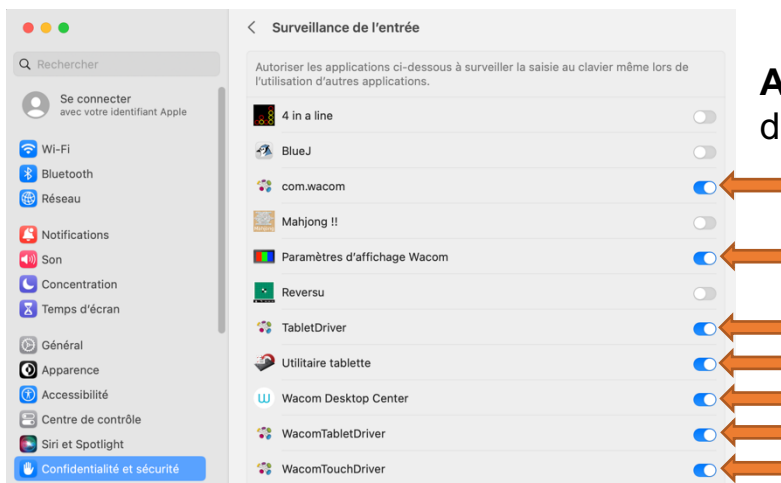 Surveillance de l'entrée
Rechercher
Se connecter
avec votre identifiant Apple
Wi-Fi
Bluetooth
Réseau
Notifications
Son
Concentration
Temps d'écran
Général
Apparence
Accessibilité
Centre de contrôle
Siri et Spotlight
Confidentialité et sécurité
Autoriser les applications ci-dessous à surveiller la saisie au clavier même lors de
l'utilisation d'autres applications.
4 in a line
BlueJ
com.wacom
Mahjong !!
Paramètres d'affichage Wacom
Reversu
TabletDriver
Utilitaire tablette
Wacom Desktop Center
WacomTabletDriver
WacomTouchDriver
A
d